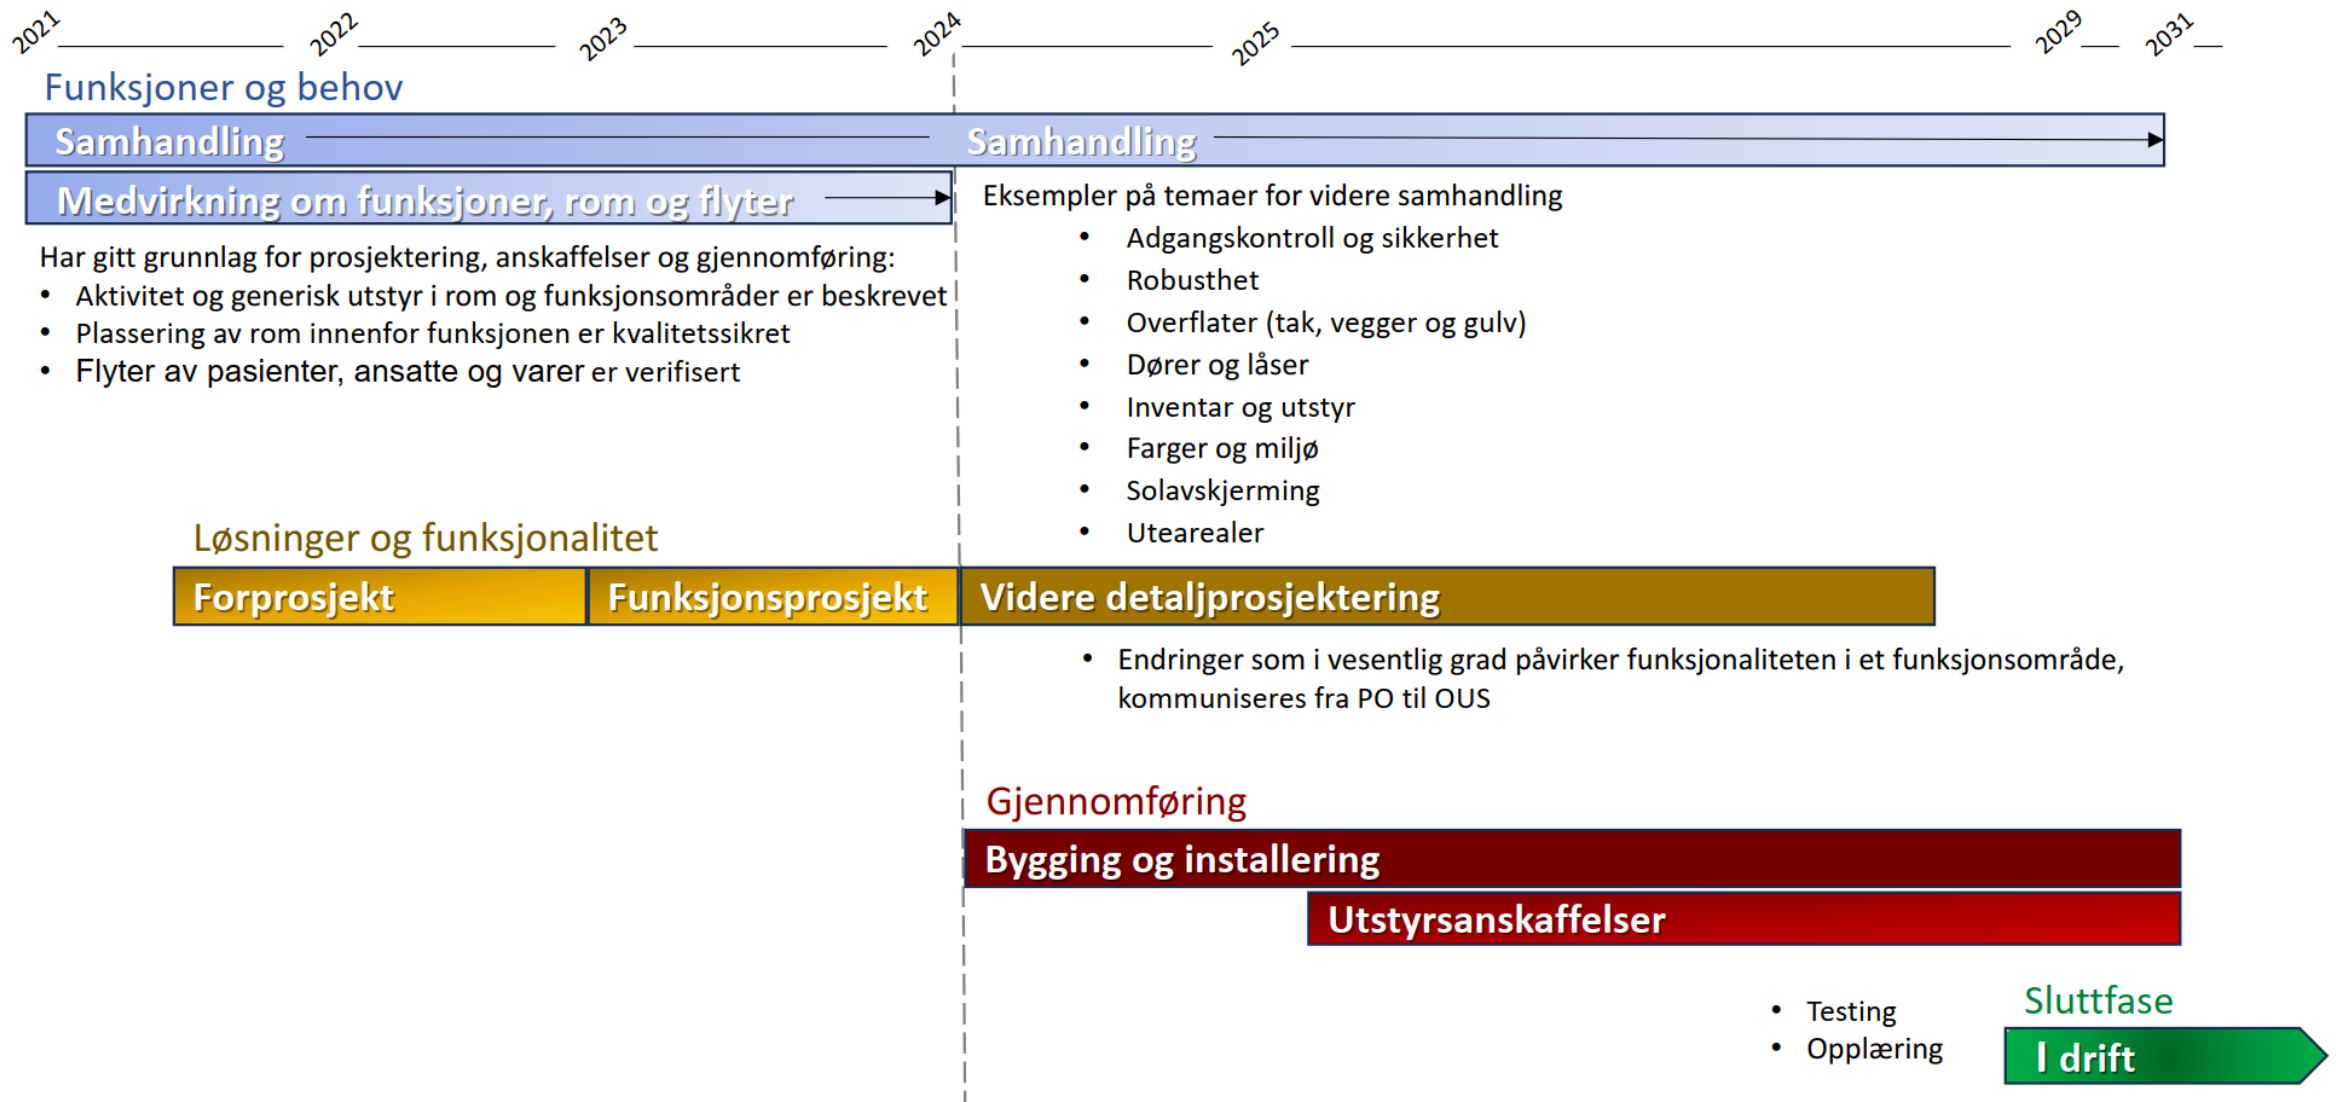 2021 2022 2023 2024 2025 2029 2031
Funksjoner og behov
Samhandling Samhandling
Medvirkning om funksjoner, rom og flyter
Har gitt grunnlag for prosjektering, anskaffelser og gjennomføring:
• Aktivitet og generisk utstyr i rom og funksjonsområder er beskrevet
• Plassering av rom innenfor funksjonen er kvalitetssikret
• Flyter av pasienter, ansatte og varer er verifisert
Eksempler på temaer for videre samhandling
• Adgangskontroll og sikkerhet
• Robusthet
• Overflater (tak, vegger og gulv)
• Dører og låser
• Inventar og utstyr
• Farger og miljø
• Solavskjerming
• Utearealer
Løsninger og funksjonalitet
Forprosjekt Funksjonsprosjekt Videre detaljprosjektering
• Endringer som i vesentlig grad påvirker funksjonaliteten i et funksjonsområde,
kommuniseres fra PO til OUS
Gjennomføring
Bygging og installering
Utstyrsanskaffelser
• Testing
• Opplæring
Sluttfase
I drift